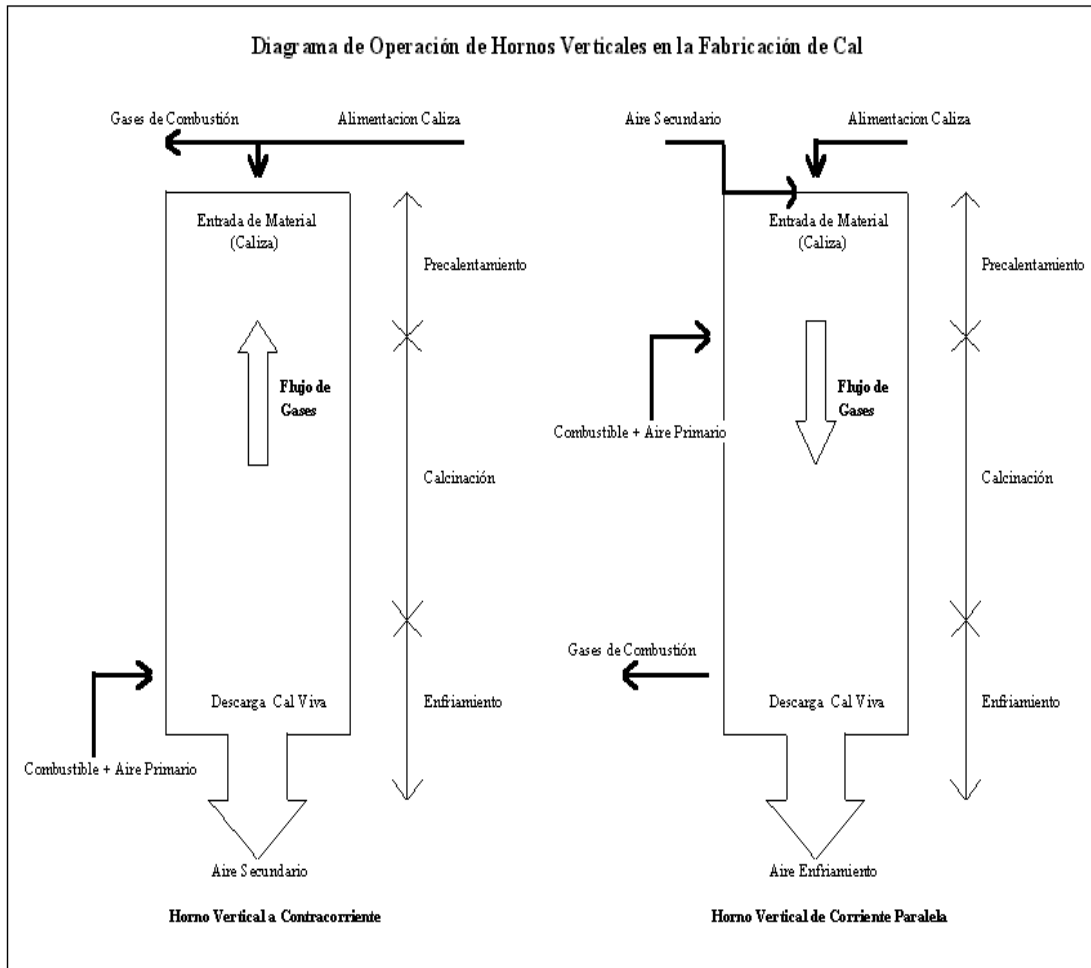 Diagrama de Operación de Hornos Verticales en la Fabricación de Cal
Gases de Combustión
Alimentacion Caliza
Entrada de Material
(Caliza)
Precalentamiento
Flujo de
Gases
Calcinación
Descarga Cal Viva
Enfriamiento
Combustible + Aire Primario
Aire Secundario
Horno Vertical a Contracorriente
Aire Secundario
Alimentacion Caliza
Entrada de Material
(Caliza)
Precalentamiento
Flujo de
Gases
Combustible + Aire Primario
Calcinación
Gases de Combustión
Descarga Cal Viva
Enfriamiento
Aire Enfriamiento
Horno Vertical de Corriente Paralela